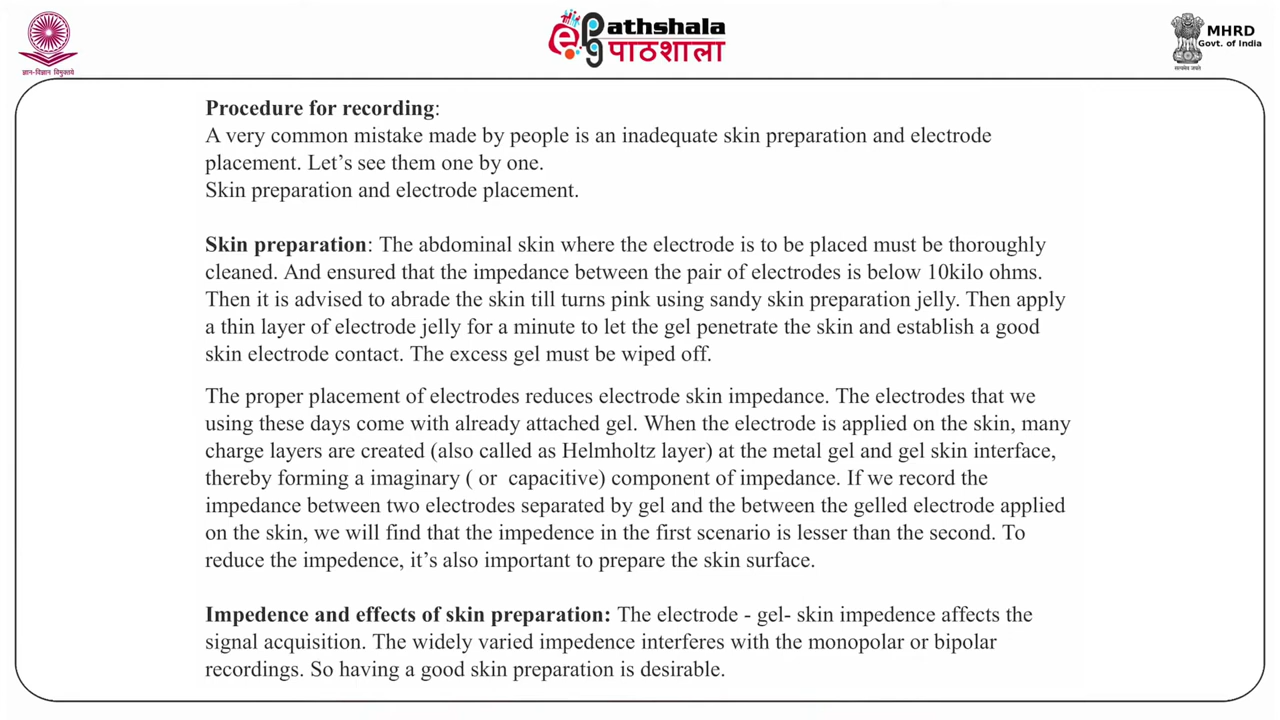 ज्ञान-विज्ञान विमुक्तये
Pathshala
पाठशाला
MHRD
Govt. of India
सत्यमेव जयते
Procedure for recording:
A very common mistake made by people is an inadequate skin preparation and electrode
placement. Let’s see them one by one.
Skin preparation and electrode placement.
Skin preparation: The abdominal skin where the electrode is to be placed must be thoroughly
cleaned. And ensured that the impedance between the pair of electrodes is below 10kilo ohms.
Then it is advised to abrade the skin till turns pink using sandy skin preparation jelly. Then apply
a thin layer of electrode jelly for a minute to let the gel penetrate the skin and establish a good
skin electrode contact. The excess gel must be wiped off.
The proper placement of electrodes reduces electrode skin impedance. The electrodes that we
using these days come with already attached gel. When the electrode is applied on the skin, many
charge layers are created (also called as Helmholtz layer) at the metal gel and gel skin interface,
thereby forming a imaginary ( or  capacitive) component of impedance. If we record the
impedance between two electrodes separated by gel and the between the gelled electrode applied
on the skin, we will find that the impedence in the first scenario is lesser than the second. To
reduce the impedence, it’s also important to prepare the skin surface.
Impedence and effects of skin preparation: The electrode - gel- skin impedence affects the
signal acquisition. The widely varied impedence interferes with the monopolar or bipolar
recordings. So having a good skin preparation is desirable.